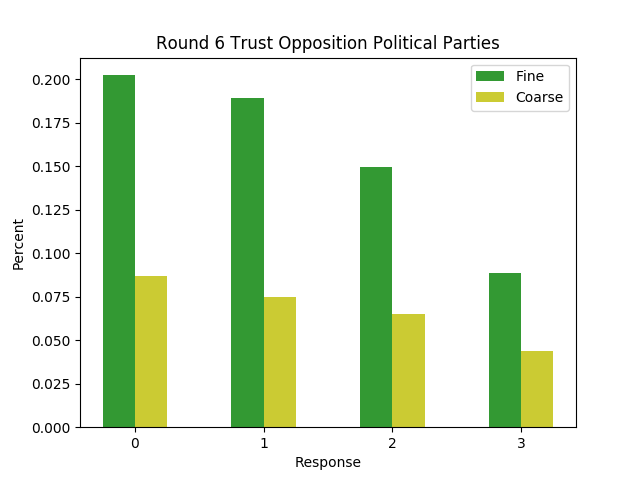 Round 6 Trust Opposition Political Parties
Fine
Coarse
0.200
0.175
0.150
0.125
0.100
0.075
0.050
0.025
0.000
Percent
0 1 2 3
Response